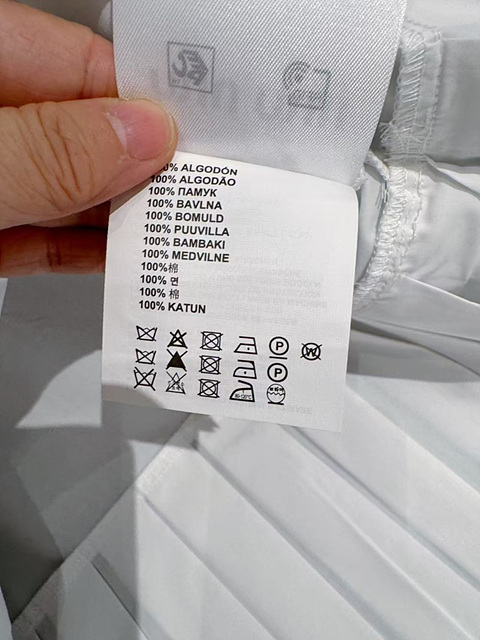 100% ALGODÓN
100% ALGODÃO
100% ПАМУК
100% BAVLNA
100% BOMULD
100% PUUVILLA
100% BAMBAKI
100% MEDVILNE
100%棉
100% 면
100% 棉
100% KATUN
P
W
P